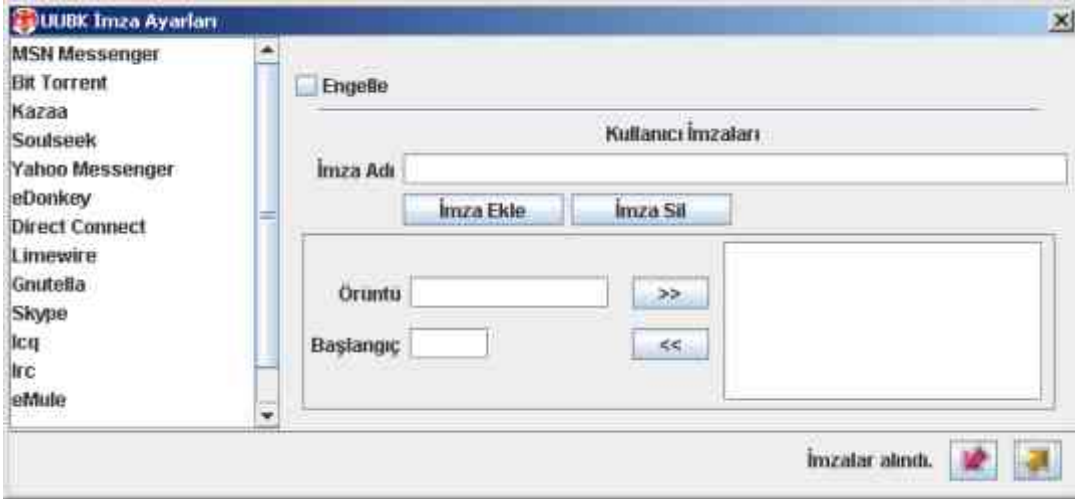 UUBK İmza Ayarları
MSN Messenger
Bit Torrent
Kazaa
Soulseek
Yahoo Messenger
eDonkey
Direct Connect
Limewire
Gnutella
Skype
Icq
Irc
eMule
Engelle
Kullanıcı İmzaları
İmza Adı
İmza Ekle İmza Sil
Örüntü >>
Başlangıç <<
İmzalar alındı.